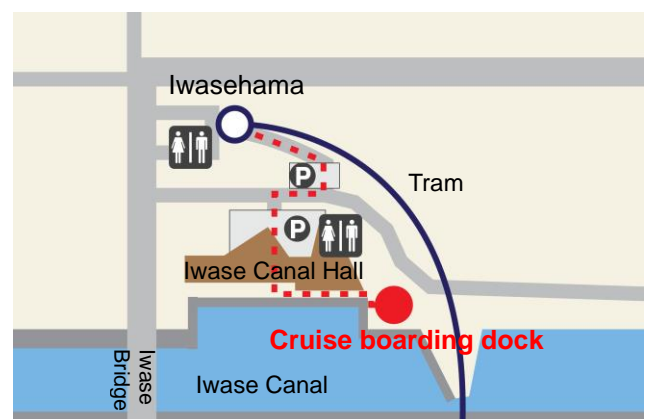 Iwasehama
P
Tram
P
Iwase Canal Hall
Cruise boarding dock
Iwase
Bridge
Iwase Canal